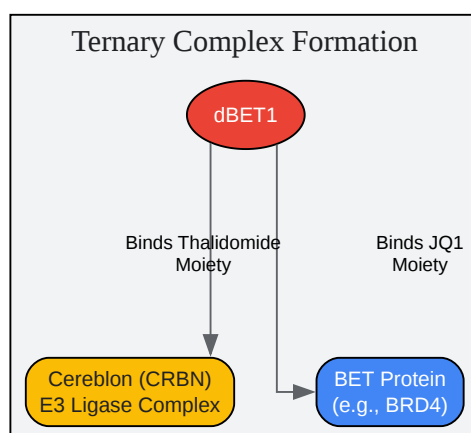 Ternary Complex Formation
dBET1
Binds Thalidomide
Moiety
Binds JQ1
Moiety
Cereblon (CRBN)
E3 Ligase Complex
BET Protein
(e.g., BRD4)